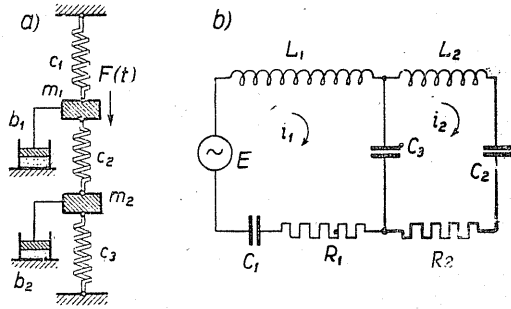 a)
c₁
F(t)
m₁
b₁
c₂
m₂
b₂
c₃
b)
L₁
L₂
i₁
i₂
E
C₃
C₂
C₁
R₁
R₂